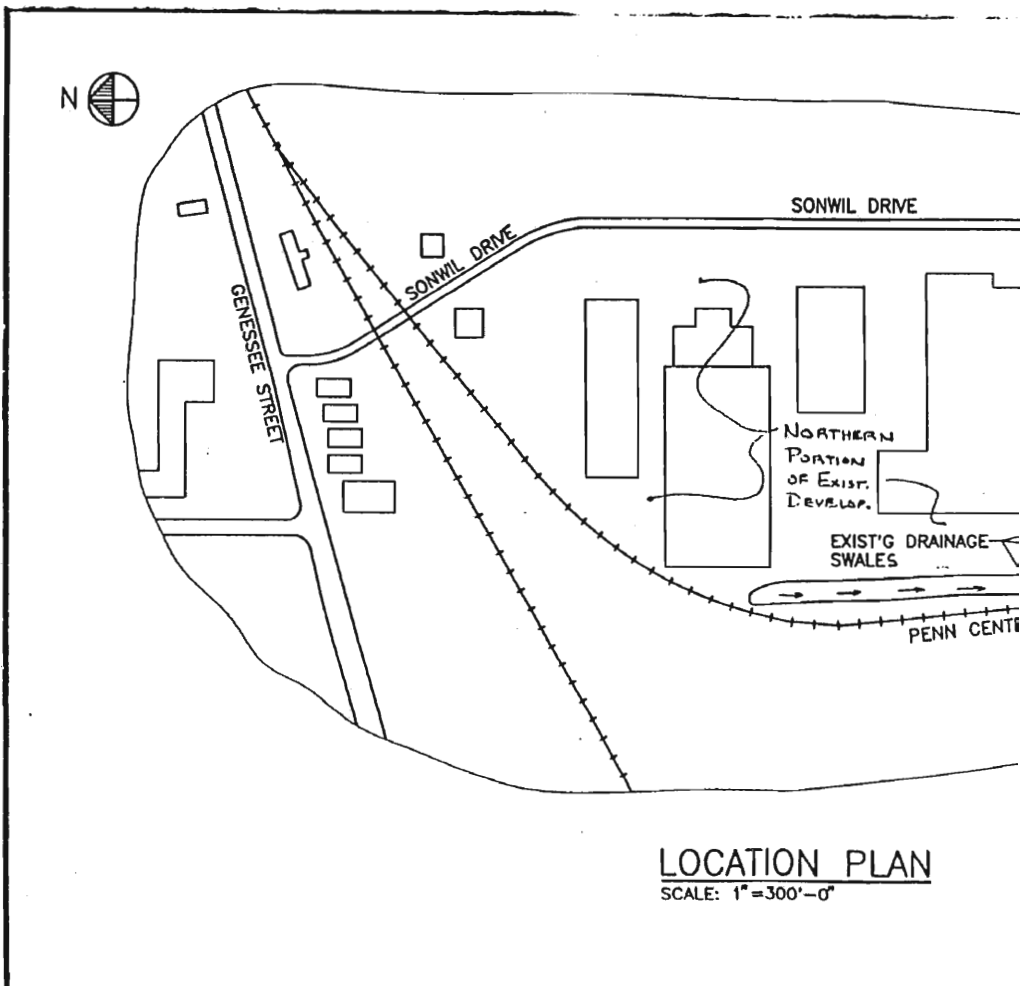 N
SONWIL DRIVE
SONWIL DRIVE
GENESSEE STREET
NORTHERN
PORTION
OF EXIST.
DEVELOP.
EXIST'G DRAINAGE
SWALES
PENN CENTE
LOCATION PLAN
SCALE: 1"=300'-0"